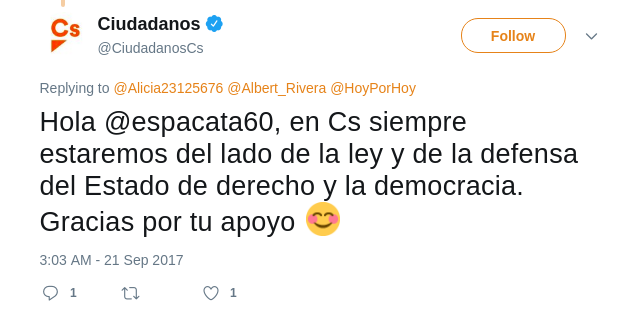 Cs
Ciudadanos
@CiudadanosCs
Follow
Replying to @Alicia23125676 @Albert_Rivera @HoyPorHoy
Hola @espacata60, en Cs siempre
estaremos del lado de la ley y de la defensa
del Estado de derecho y la democracia.
Gracias por tu apoyo 😊
3:03 AM - 21 Sep 2017
1 1